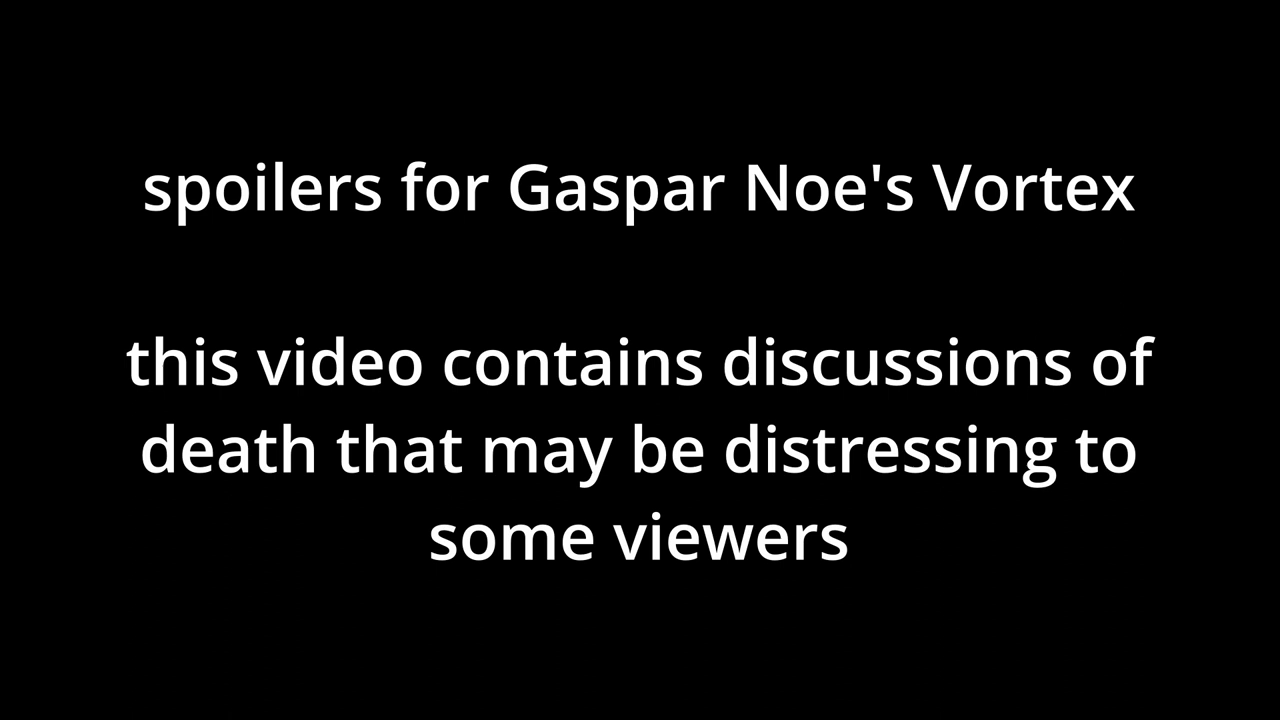 spoilers for Gaspar Noe's Vortex
this video contains discussions of
death that may be distressing to
some viewers